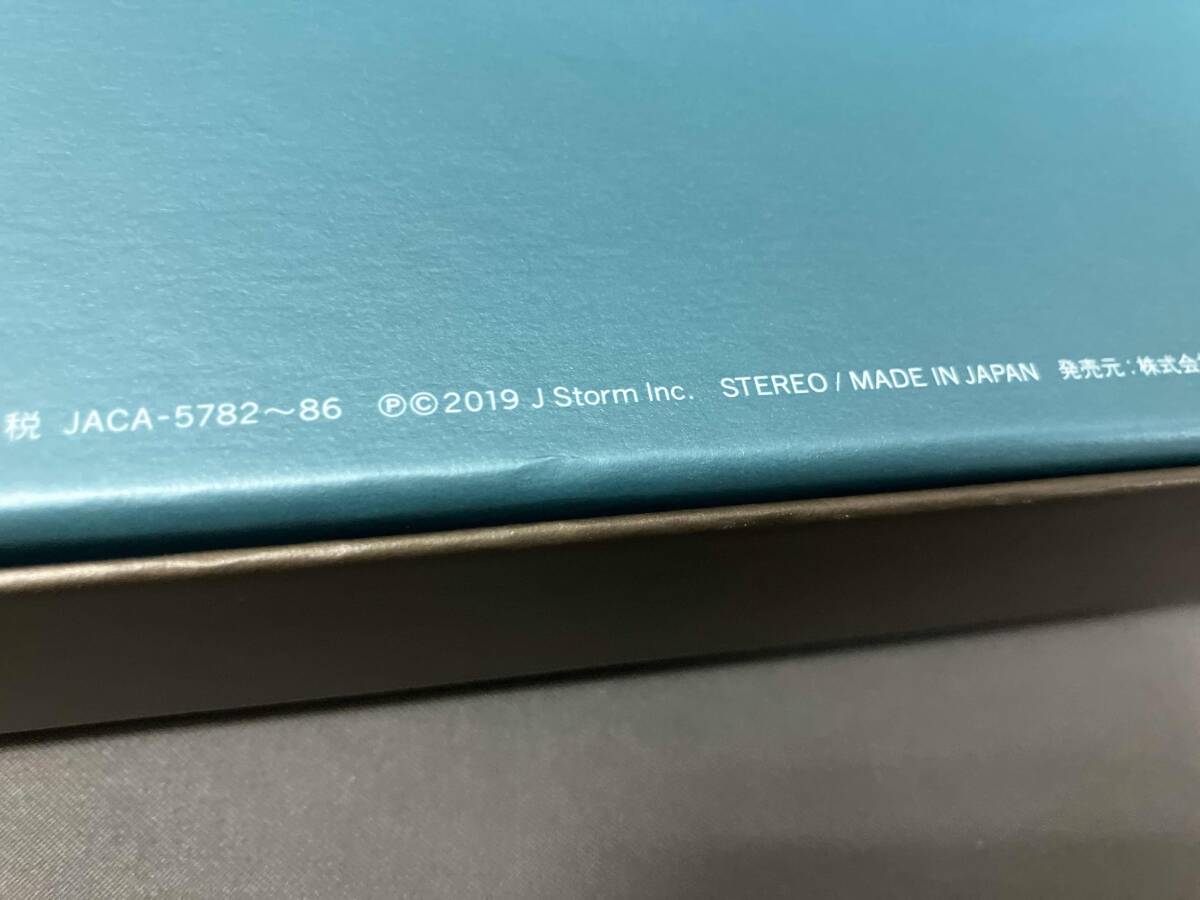 税 JACA-5782〜86 ℗©2019 J Storm Inc. STEREO / MADE IN JAPAN 発売元:株式会